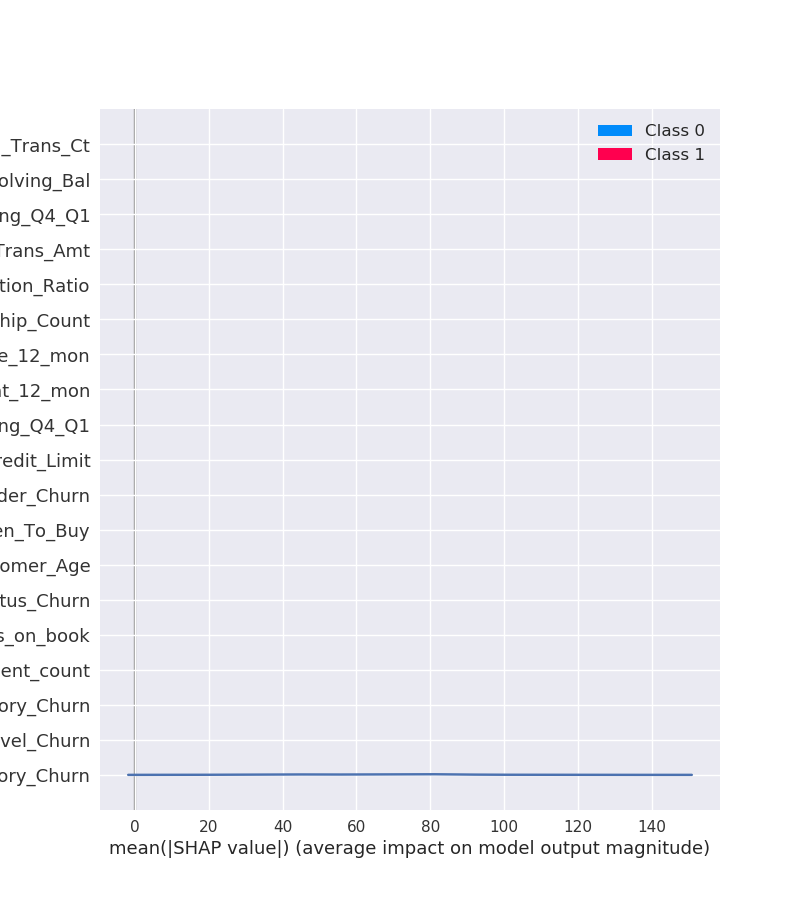 Class 0
Class 1
_Trans_Ct
olving_Bal
ng_Q4_Q1
Trans_Amt
tion_Ratio
hip_Count
e_12_mon
nt_12_mon
ng_Q4_Q1
redit_Limit
der_Churn
en_To_Buy
omer_Age
tus_Churn
s_on_book
ent_count
ory_Churn
vel_Churn
ory_Churn
0 20 40 60 80 100 120 140
mean(|SHAP value|) (average impact on model output magnitude)